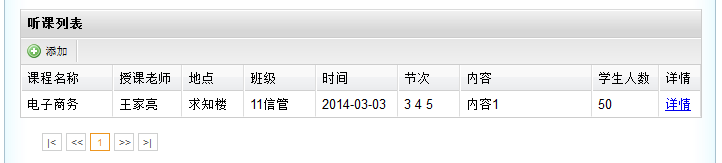 听课列表
添加
课程名称 授课老师 地点 班级 时间 节次 内容 学生人数 详情
电子商务 王家亮 求知楼 11信管 2014-03-03 3 4 5 内容1 50 详情
|< << 1 >> >|